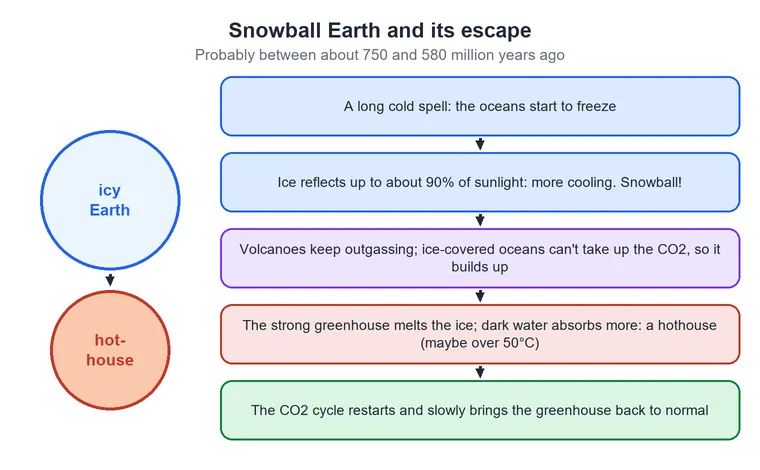 Snowball Earth and its escape
Probably between about 750 and 580 million years ago
A long cold spell: the oceans start to freeze
icy
Earth
Ice reflects up to about 90% of sunlight: more cooling. Snowball!
Volcanoes keep outgassing; ice-covered oceans can't take up the CO2, so it
builds up
hot-
house
The strong greenhouse melts the ice; dark water absorbs more: a hothouse
(maybe over 50°C)
The CO2 cycle restarts and slowly brings the greenhouse back to normal